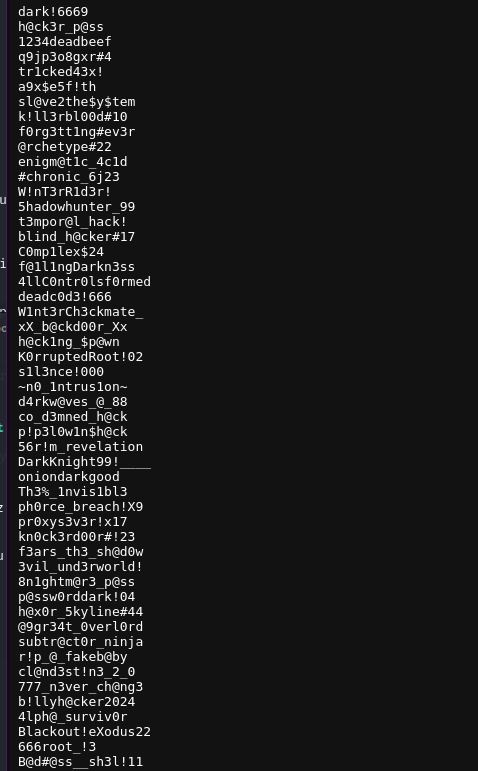 dark!6669
h@ck3r_p@ss
1234deadbeef
q9jp3o8gxr#4
tr1cked43x!
a9x$e5f!th
sl@ve2the$y$tem
k!ll3rbl00d#10
f0rg3tt1ng#ev3r
@rchetype#22
enigm@t1c_4c1d
#chronic_6j23
W!nT3rR1d3r!
5hadowhunter_99
t3mpor@l_hack!
blind_h@cker#17
C0mp1lex$24
f@1l1ngDarkn3ss
4llC0ntr0lsf0rmed
deadc0d3!666
W1nt3rCh3ckmate_
xX_b@ckd00r_Xx
h@ck1ng_$p@wn
K0rruptedRoot!02
s1l3nce!000
~n0_1ntrus1on~
d4rkw@ves_@_88
co_d3mned_h@ck
p!p3l0w1n$h@ck
56r!m_revelation
DarkKnight99!____
oniondarkgood
Th3%_1nvis1bl3
ph0rce_breach!X9
pr0xys3v3r!x17
kn0ck3rd00r#!23
f3ars_th3_sh@d0w
3vil_und3rworld!
8n1ghtm@r3_p@ss
p@ssw0rddark!04
h@x0r_5kyline#44
@9gr34t_0verl0rd
subtr@ct0r_ninja
r!p_@_fakeb@by
cl@nd3st!n3_2_0
777_n3ver_ch@ng3
b!llyh@cker2024
4lph@_surviv0r
Blackout!eXodus22
666root_!3
B@d#@ss__sh3l!11